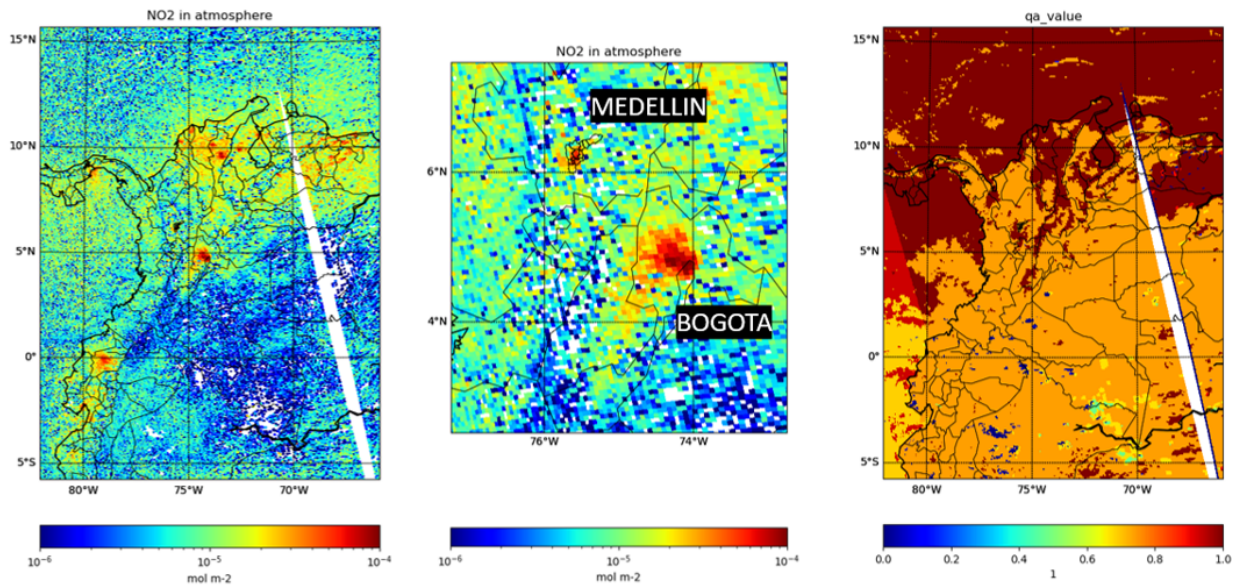 NO2 in atmosphere
15°N
10°N
5°N
0°
5°S
80°W 75°W 70°W
10⁻⁶ 10⁻⁵ 10⁻⁴
mol m-2
NO2 in atmosphere
MEDELLIN
6°N
BOGOTA
4°N
76°W 74°W
10⁻⁶ 10⁻⁵ 10⁻⁴
mol m-2
qa_value
15°N
10°N
5°N
0°
5°S
80°W 75°W 70°W
0.0 0.2 0.4 0.6 0.8 1.0
1